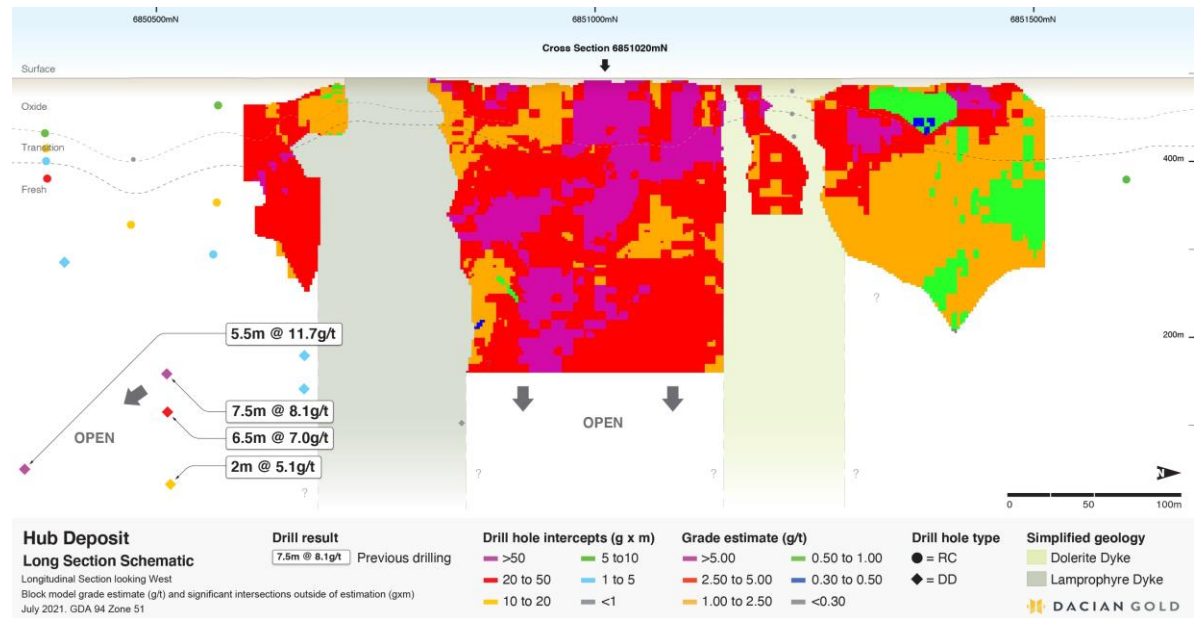 6850500mN
6851000mN
6851500mN
Cross Section 6851020mN
Surface
Oxide
Transition
Fresh
400m
200m
5.5m @ 11.7g/t
7.5m @ 8.1g/t
6.5m @ 7.0g/t
2m @ 5.1g/t
OPEN
OPEN
?
?
?
?
?
N
0 50 100m
Hub Deposit
Long Section Schematic
Longitudinal Section looking West
Block model grade estimate (g/t) and significant intersections outside of estimation (gxm)
July 2021. GDA 94 Zone 51
Drill result
7.5m @ 8.1g/t Previous drilling
Drill hole intercepts (g x m)
>50
20 to 50
10 to 20
5 to10
1 to 5
<1
Grade estimate (g/t)
>5.00
2.50 to 5.00
1.00 to 2.50
0.50 to 1.00
0.30 to 0.50
<0.30
Drill hole type
= RC
= DD
Simplified geology
Dolerite Dyke
Lamprophyre Dyke
DACIAN GOLD